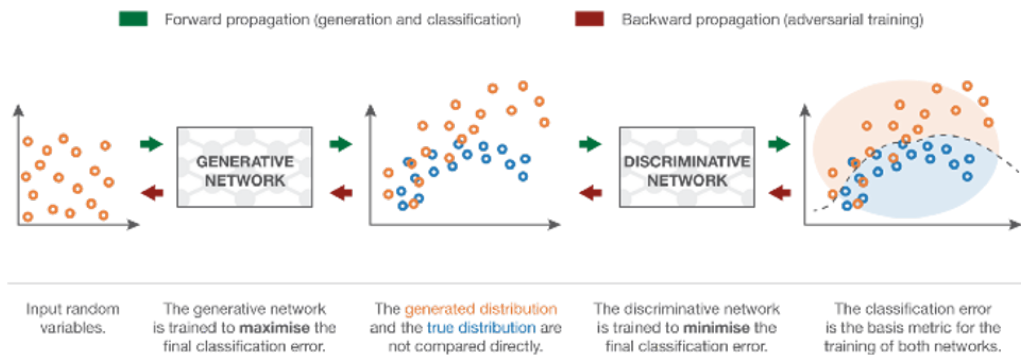 Forward propagation (generation and classification)
Backward propagation (adversarial training)
GENERATIVE
NETWORK
DISCRIMINATIVE
NETWORK
Input random
variables.
The generative network
is trained to maximise the
final classification error.
The generated distribution
and the true distribution are
not compared directly.
The discriminative network
is trained to minimise the
final classification error.
The classification error
is the basis metric for the
training of both networks.